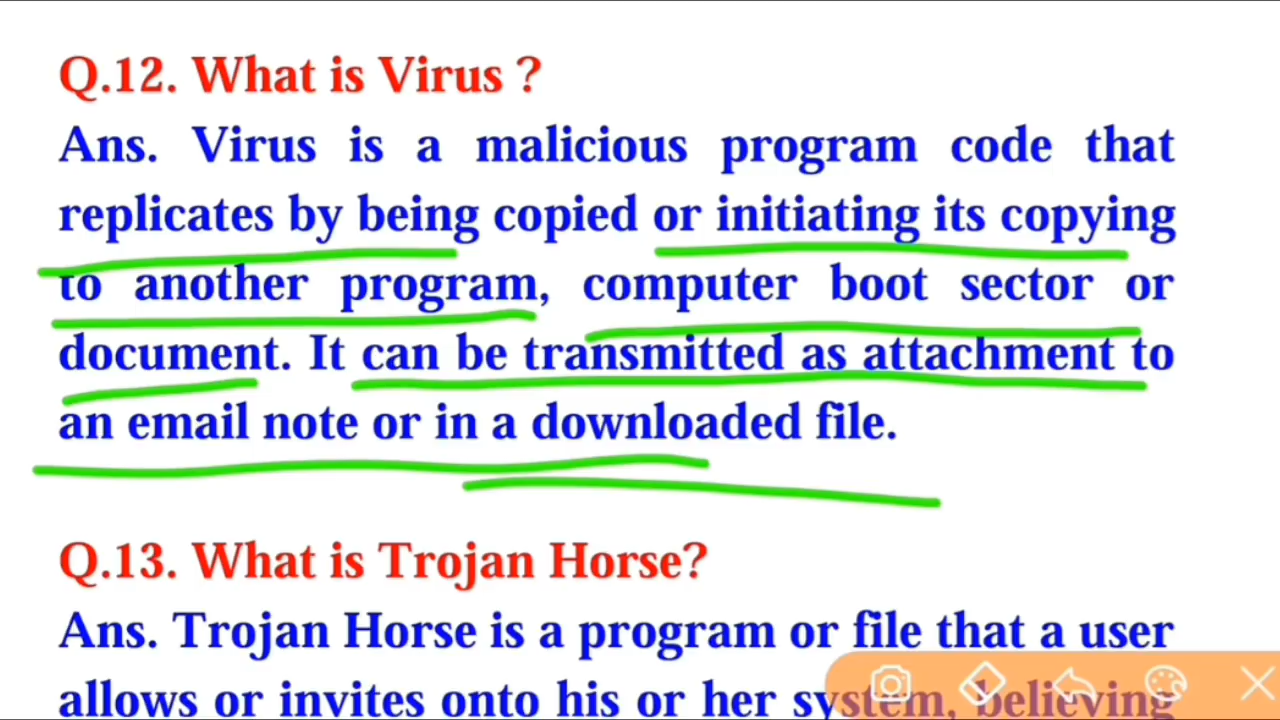 Q.12. What is Virus ?
Ans. Virus is a malicious program code that
replicates by being copied or initiating its copying
to another program, computer boot sector or
document. It can be transmitted as attachment to
an email note or in a downloaded file.
Q.13. What is Trojan Horse?
Ans. Trojan Horse is a program or file that a user
allows or invites onto his or her system, believing